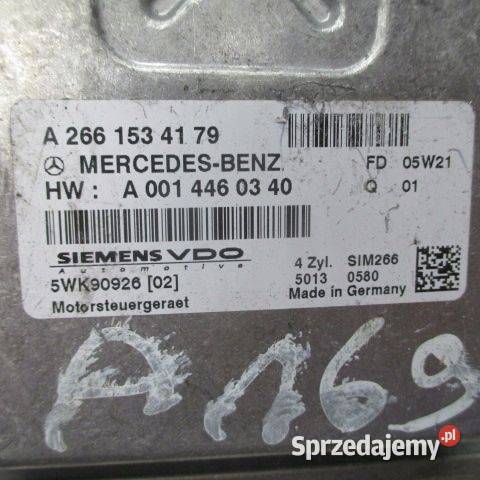 A 266 153 41 79
MERCEDES-BENZ FD 05W21
HW : A 001 446 03 40 Q 01
SIEMENS VDO
Automotive
4 Zyl. SIM266
5WK90926 [02] 5013 0580
Motorsteuergeraet Made in Germany
A169
Sprzedajemy.pl